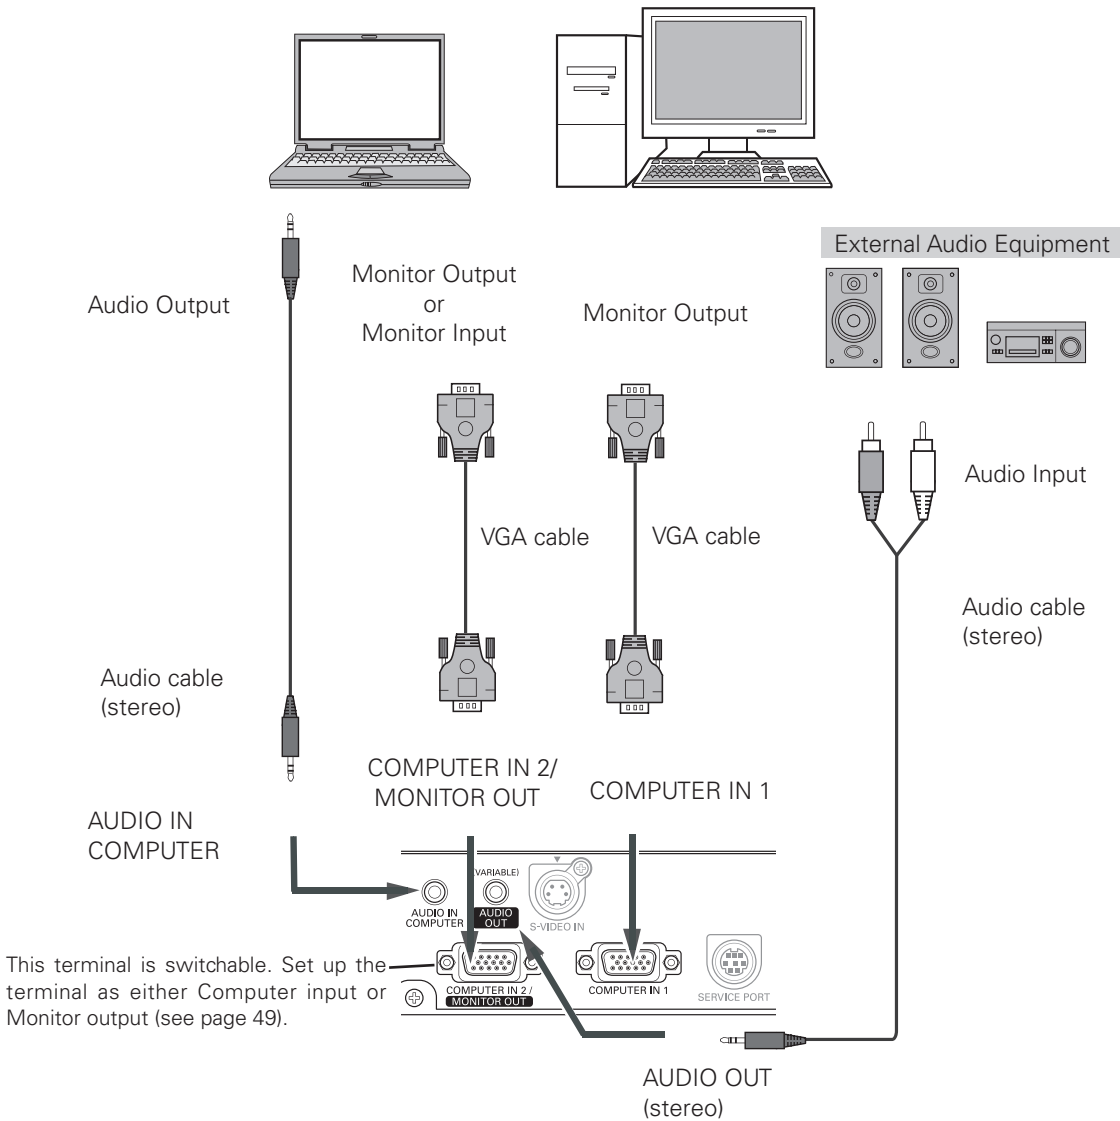 External Audio Equipment
Audio Output
Monitor Output
or
Monitor Input
Monitor Output
Audio Input
VGA cable
VGA cable
Audio cable
(stereo)
Audio cable
(stereo)
COMPUTER IN 2/
MONITOR OUT
COMPUTER IN 1
AUDIO IN
COMPUTER
(VARIABLE)
AUDIO IN
COMPUTER
AUDIO
OUT
S-VIDEO IN
This terminal is switchable. Set up the
terminal as either Computer input or
Monitor output (see page 49).
COMPUTER IN 2 /
MONITOR OUT
COMPUTER IN 1
SERVICE PORT
AUDIO OUT
(stereo)